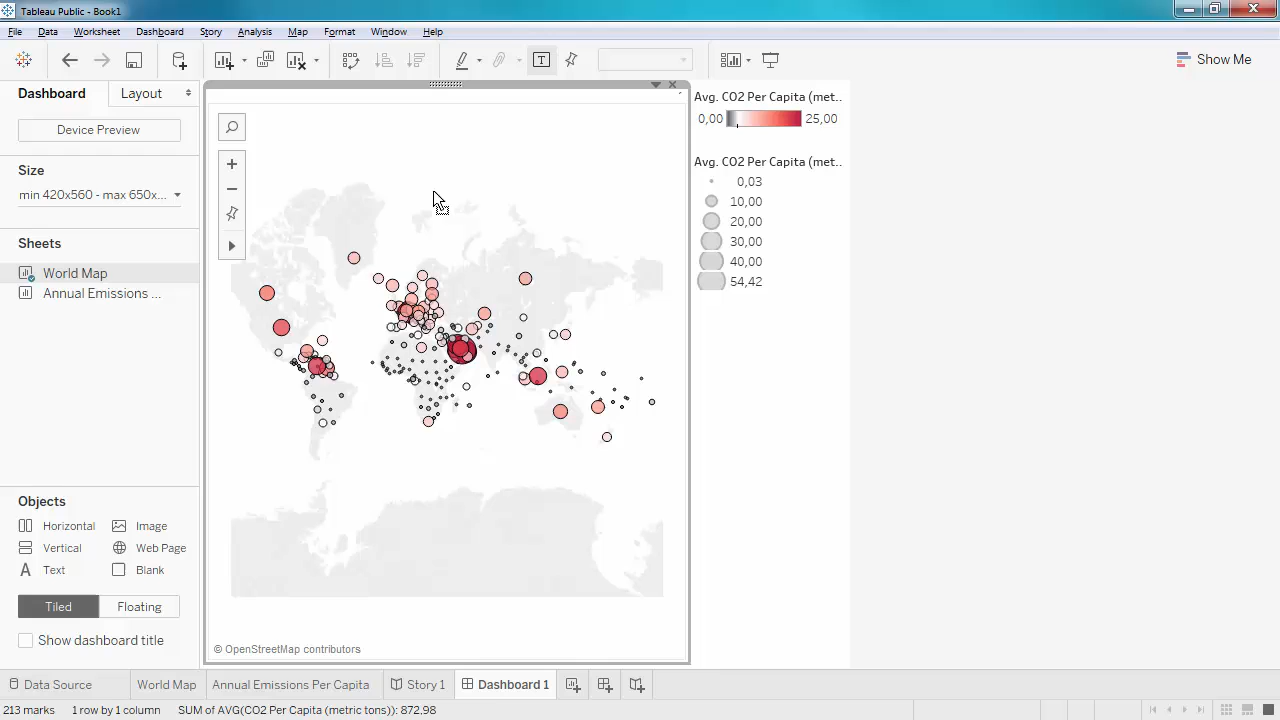 Tableau Public - Book1
File Data Worksheet Dashboard Story Analysis Map Format Window Help
Show Me
Dashboard Layout
Device Preview
Size
min 420x560 - max 650x...
Sheets
World Map
Annual Emissions ...
Objects
Horizontal Image
Vertical Web Page
Text Blank
Tiled Floating
Show dashboard title
© OpenStreetMap contributors
Avg. CO2 Per Capita (met..
0,00 25,00
Avg. CO2 Per Capita (met..
0,03
10,00
20,00
30,00
40,00
54,42
Data Source World Map Annual Emissions Per Capita Story 1 Dashboard 1
213 marks 1 row by 1 column SUM of AVG(CO2 Per Capita (metric tons)): 872,98